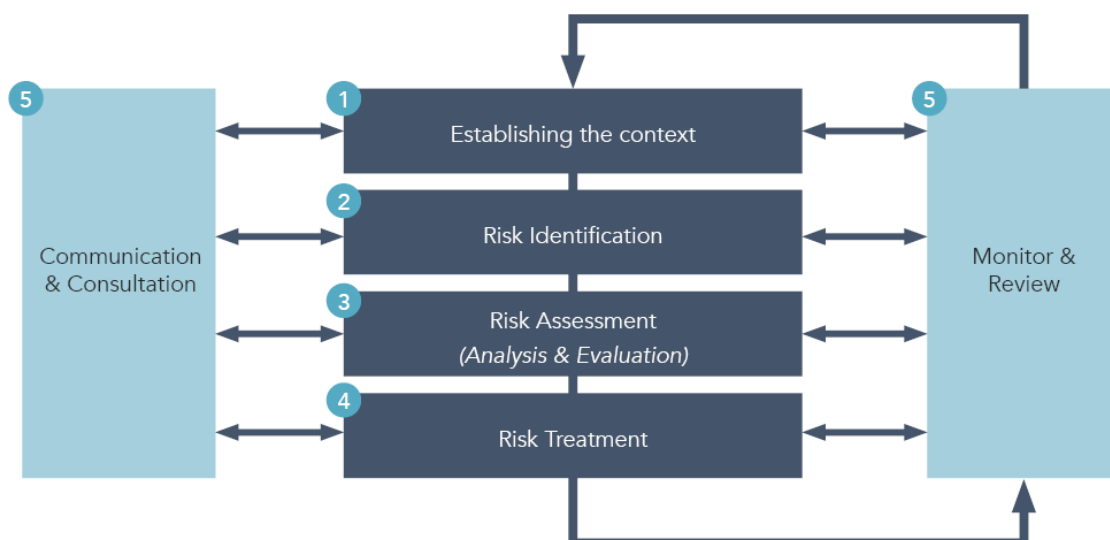 5
Communication
& Consultation
1
Establishing the context
2
Risk Identification
3
Risk Assessment
(Analysis & Evaluation)
4
Risk Treatment
5
Monitor &
Review